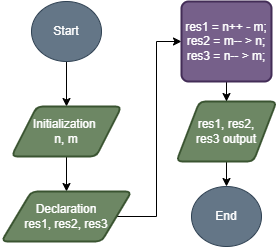 Start
Initialization
n, m
Declaration
res1, res2, res3
res1 = n++ - m;
res2 = m-- > n;
res3 = n-- > m;
res1, res2,
res3 output
End